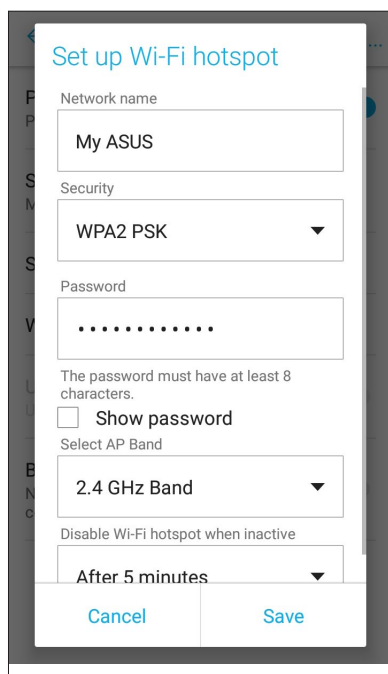 Set up Wi-Fi hotspot
Network name
My ASUS
Security
WPA2 PSK
Password
••••••••••••
The password must have at least 8
characters.
Show password
Select AP Band
2.4 GHz Band
Disable Wi-Fi hotspot when inactive
After 5 minutes
Cancel
Save